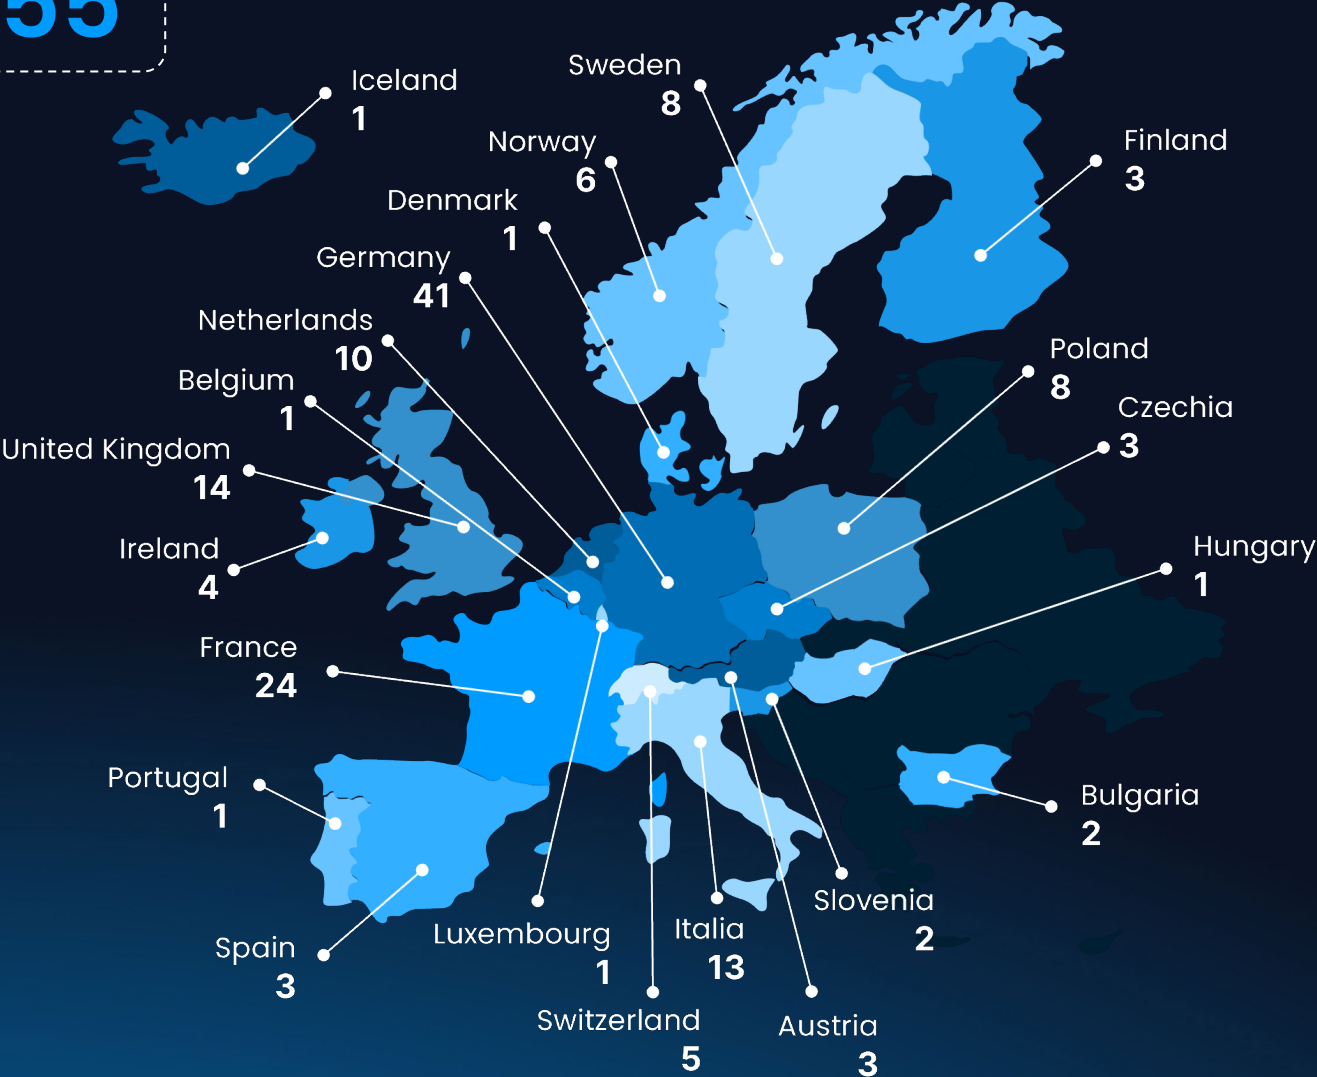 55
Iceland
1
Sweden
8
Norway
6
Finland
3
Denmark
1
Germany
41
Netherlands
10
Poland
8
Belgium
1
Czechia
3
United Kingdom
14
Ireland
4
Hungary
1
France
24
Portugal
1
Bulgaria
2
Spain
3
Luxembourg
1
Italia
13
Slovenia
2
Switzerland
5
Austria
3